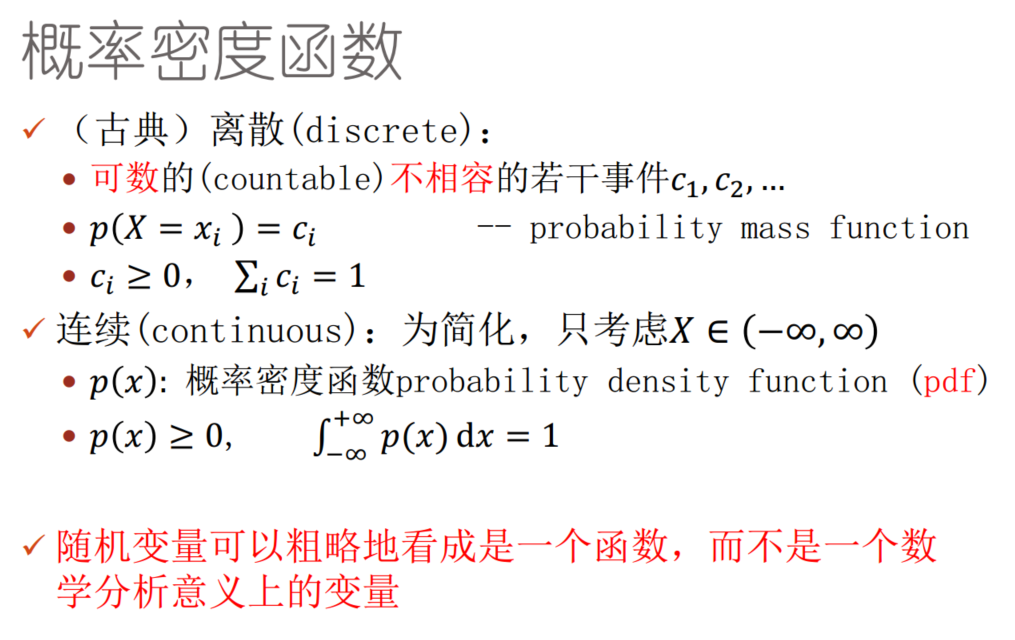 概率密度函数
✓ （古典）离散(discrete)：
• 可数的(countable)不相容的若干事件c₁, c₂, …
• p(X = xᵢ ) = cᵢ -- probability mass function
• cᵢ ≥ 0， ∑ᵢ cᵢ = 1
✓ 连续(continuous)：为简化，只考虑X ∈ (−∞, ∞)
• p(x): 概率密度函数probability density function (pdf)
• p(x) ≥ 0, ∫₋∞⁺∞ p(x) dx = 1
✓ 随机变量可以粗略地看成是一个函数，而不是一个数
学分析意义上的变量